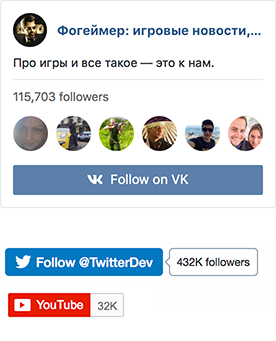 Фогеймер: игровые новости,...
Про игры и все такое — это к нам.
115,703 followers
Follow on VK
Follow @TwitterDev
432K followers
YouTube
32K